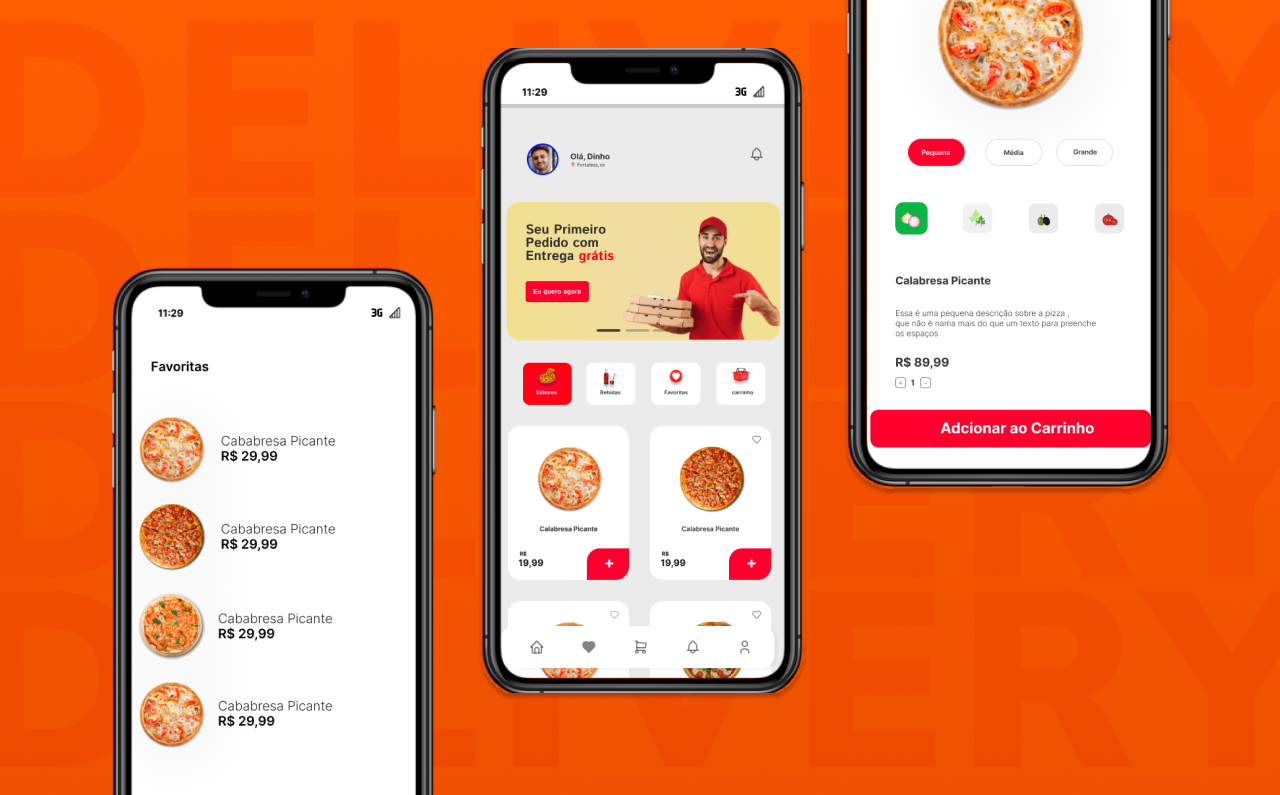 DELIVERY
DELIVERY
DELIVERY
DELIVERY
11:29
3G
Favoritas
Cababresa Picante
R$ 29,99
Cababresa Picante
R$ 29,99
Cababresa Picante
R$ 29,99
Cababresa Picante
R$ 29,99
11:29
3G
Olá, Dinho
Fortaleza, ce
Seu Primeiro
Pedido com
Entrega grátis
Eu quero agora
Sabores
Bebidas
Favoritas
carrinho
Calabresa Picante
R$
19,99
+
Calabresa Picante
R$
19,99
+
Pequena
Média
Grande
Calabresa Picante
Essa é uma pequena descrição sobre a pizza ,
que não é nama mais do que um texto para preenche
os espaços
R$ 89,99
+ 1 -
Adcionar ao Carrinho